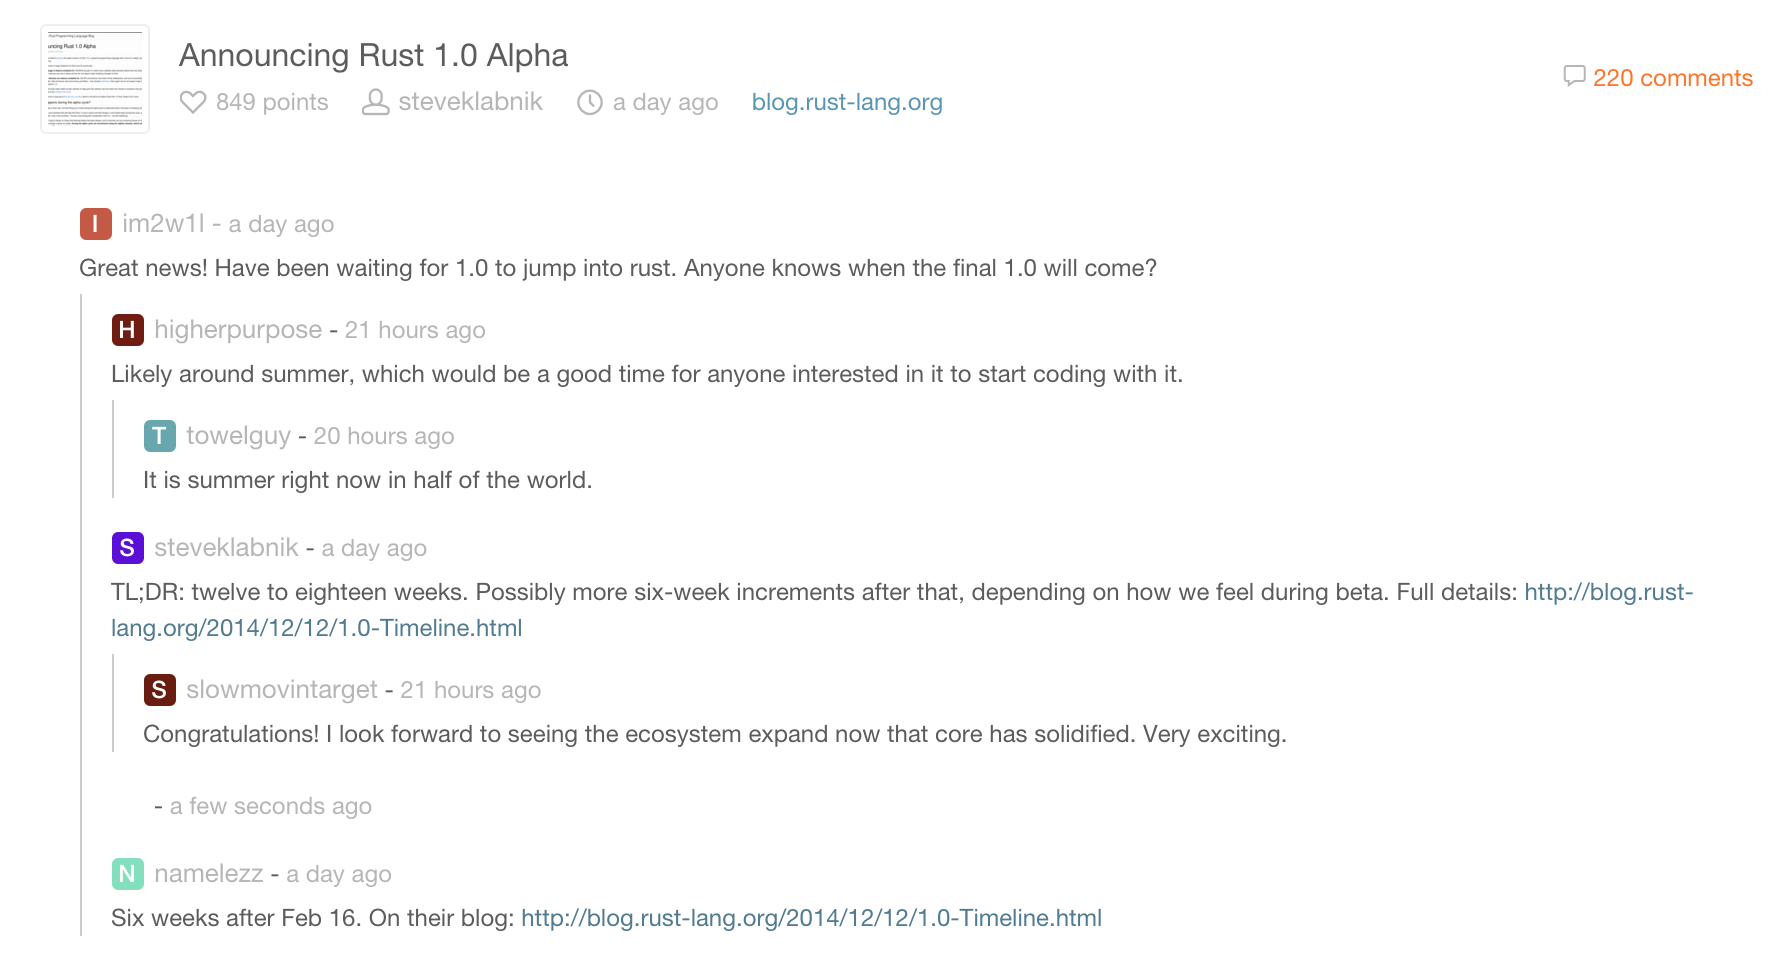 Announcing Rust 1.0 Alpha
849 points steveklabnik a day ago blog.rust-lang.org
220 comments
I im2w1l - a day ago
Great news! Have been waiting for 1.0 to jump into rust. Anyone knows when the final 1.0 will come?
H higherpurpose - 21 hours ago
Likely around summer, which would be a good time for anyone interested in it to start coding with it.
T towelguy - 20 hours ago
It is summer right now in half of the world.
S steveklabnik - a day ago
TL;DR: twelve to eighteen weeks. Possibly more six-week increments after that, depending on how we feel during beta. Full details: http://blog.rust-
lang.org/2014/12/12/1.0-Timeline.html
S slowmovintarget - 21 hours ago
Congratulations! I look forward to seeing the ecosystem expand now that core has solidified. Very exciting.
- a few seconds ago
N namelezz - a day ago
Six weeks after Feb 16. On their blog: http://blog.rust-lang.org/2014/12/12/1.0-Timeline.html